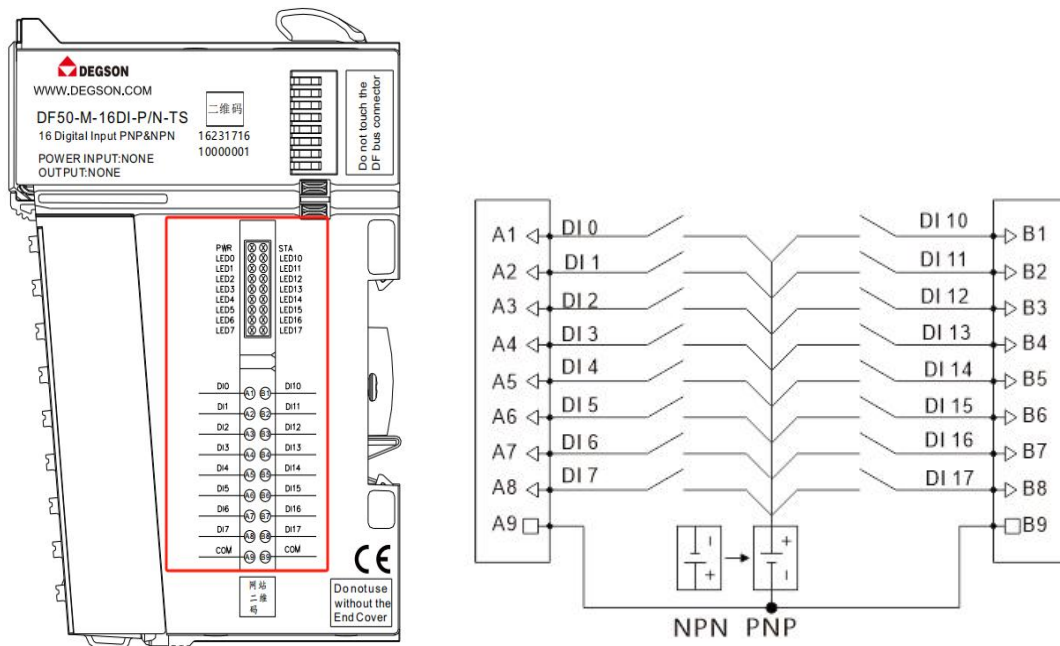 DEGSON
WWW.DEGSON.COM
DF50-M-16DI-P/N-TS
16 Digital Input PNP&NPN
POWER INPUT:NONE
OUTPUT:NONE
二维码
16231716
10000001
Do not touch the
DF bus connector
PWR STA
LED0 LED10
LED1 LED11
LED2 LED12
LED3 LED13
LED4 LED14
LED5 LED15
LED6 LED16
LED7 LED17
DI0 A1 B1 DI10
DI1 A2 B2 DI11
DI2 A3 B3 DI12
DI3 A4 B4 DI13
DI4 A5 B5 DI14
DI5 A6 B6 DI15
DI6 A7 B7 DI16
DI7 A8 B8 DI17
COM A9 B9 COM
网站
二维
码
CE
Do not use
without the
End Cover
A1 DI 0 DI 10 B1
A2 DI 1 DI 11 B2
A3 DI 2 DI 12 B3
A4 DI 3 DI 13 B4
A5 DI 4 DI 14 B5
A6 DI 5 DI 15 B6
A7 DI 6 DI 16 B7
A8 DI 7 DI 17 B8
A9 B9
− +
+ −
NPN PNP